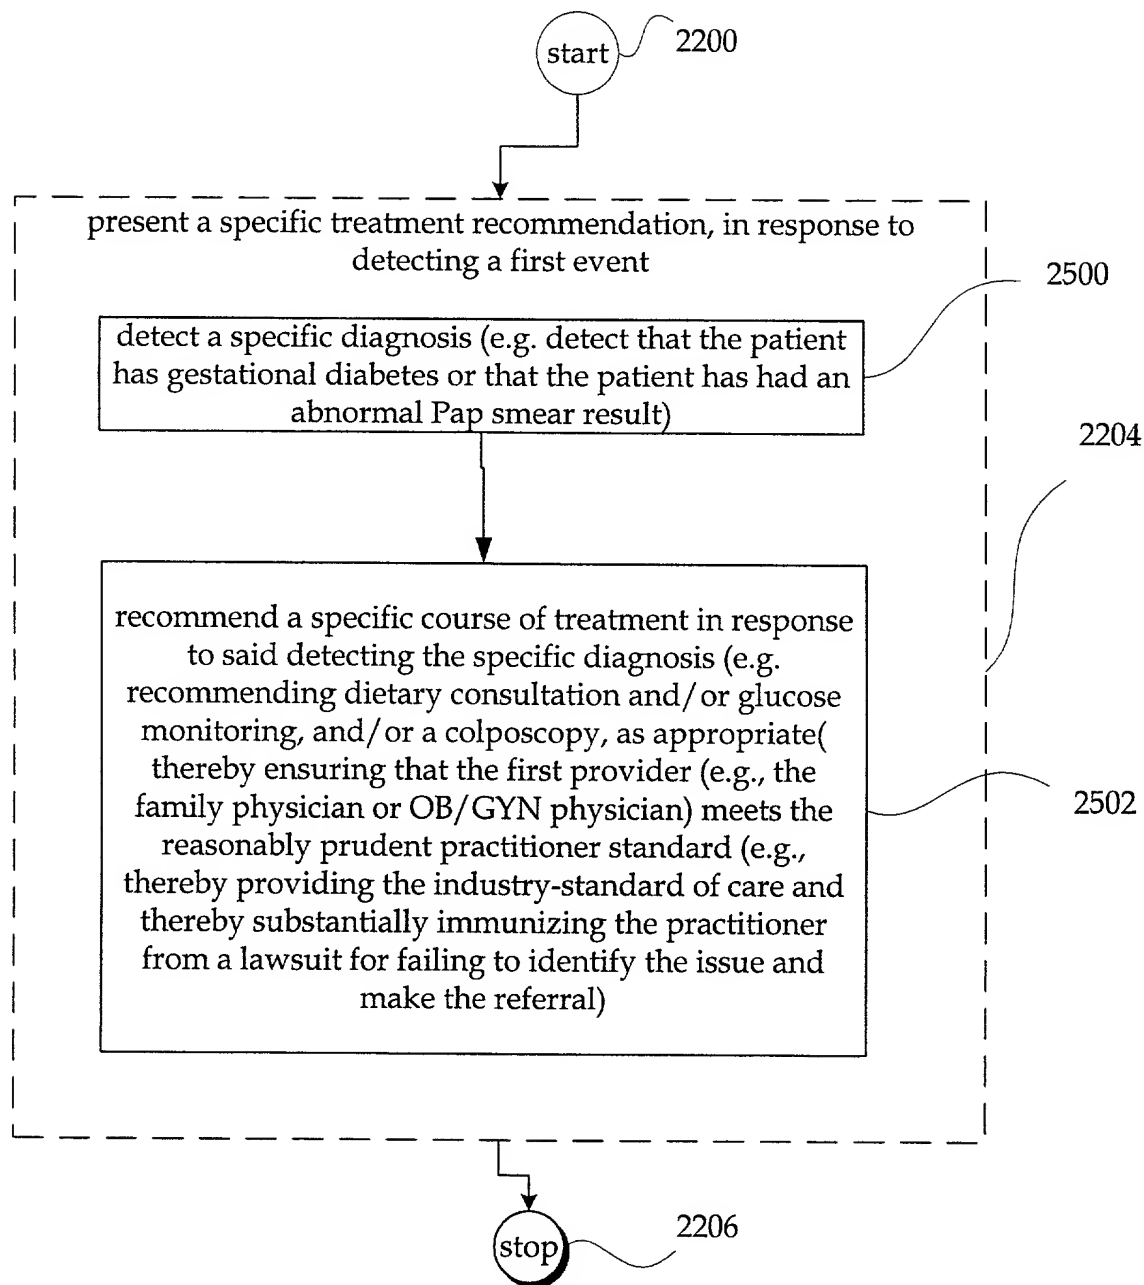 start
2200
present a specific treatment recommendation, in response to
detecting a first event
2500
detect a specific diagnosis (e.g. detect that the patient
has gestational diabetes or that the patient has had an
abnormal Pap smear result)
2204
recommend a specific course of treatment in response
to said detecting the specific diagnosis (e.g.
recommending dietary consultation and/or glucose
monitoring, and/or a colposcopy, as appropriate(
thereby ensuring that the first provider (e.g., the
family physician or OB/GYN physician) meets the
reasonably prudent practitioner standard (e.g.,
thereby providing the industry-standard of care and
thereby substantially immunizing the practitioner
from a lawsuit for failing to identify the issue and
make the referral)
2502
stop
2206